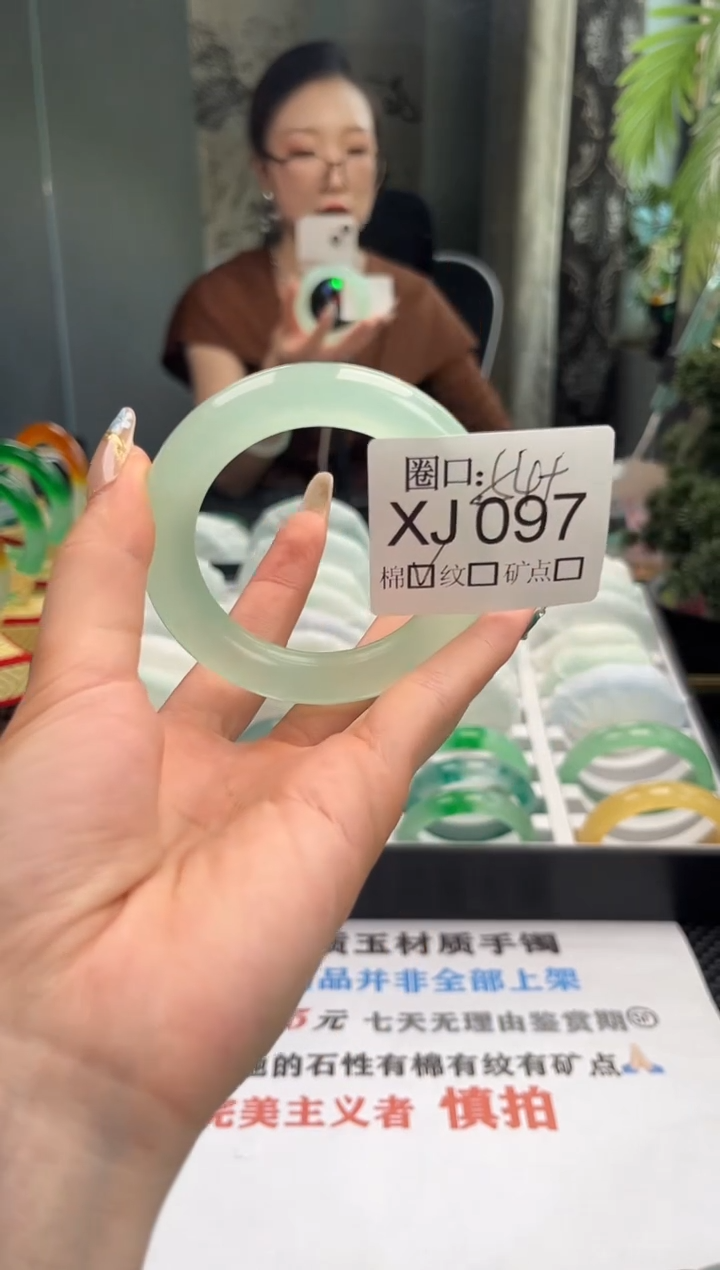 圈口:
XJ 097
棉☑ 纹□ 矿点□
玉材质手镯
品并非全部上架
5元 七天无理由鉴赏期
的石性有棉有纹有矿点🙏
完美主义者 慎拍